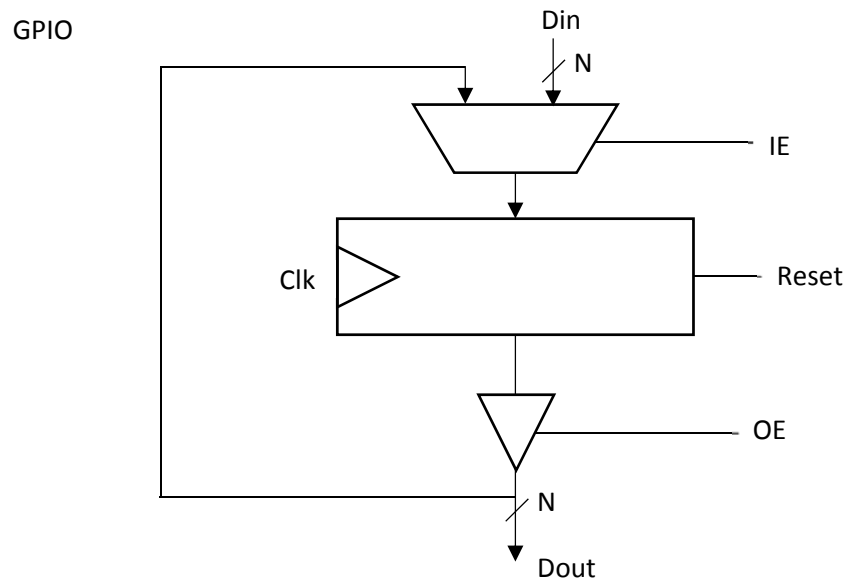 GPIO
Din
N
IE
Clk
Reset
OE
N
Dout